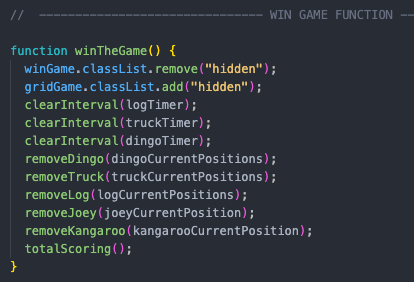 // ------------------------------- WIN GAME FUNCTION --
function winTheGame() {
  winGame.classList.remove("hidden");
  gridGame.classList.add("hidden");
  clearInterval(logTimer);
  clearInterval(truckTimer);
  clearInterval(dingoTimer);
  removeDingo(dingoCurrentPositions);
  removeTruck(truckCurrentPositions);
  removeLog(logCurrentPositions);
  removeJoey(joeyCurrentPosition);
  removeKangaroo(kangarooCurrentPosition);
  totalScoring();
}